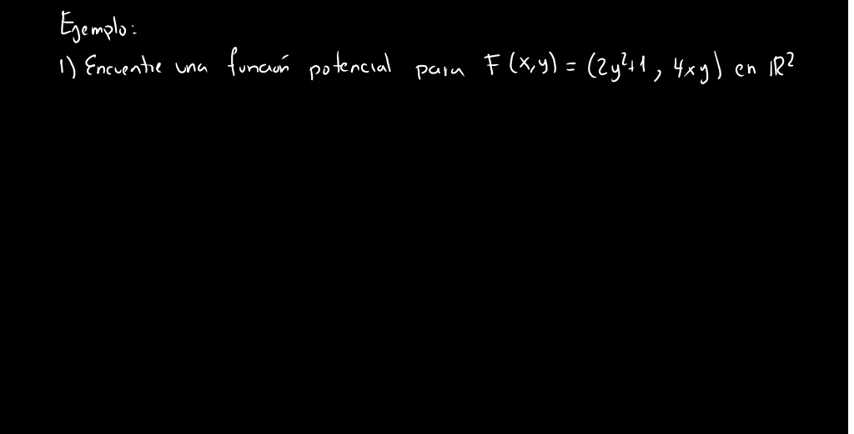 Ejemplo:
1) Encuentre una función potencial para F(x,y) = (2y²+1, 4xy) en ℝ²